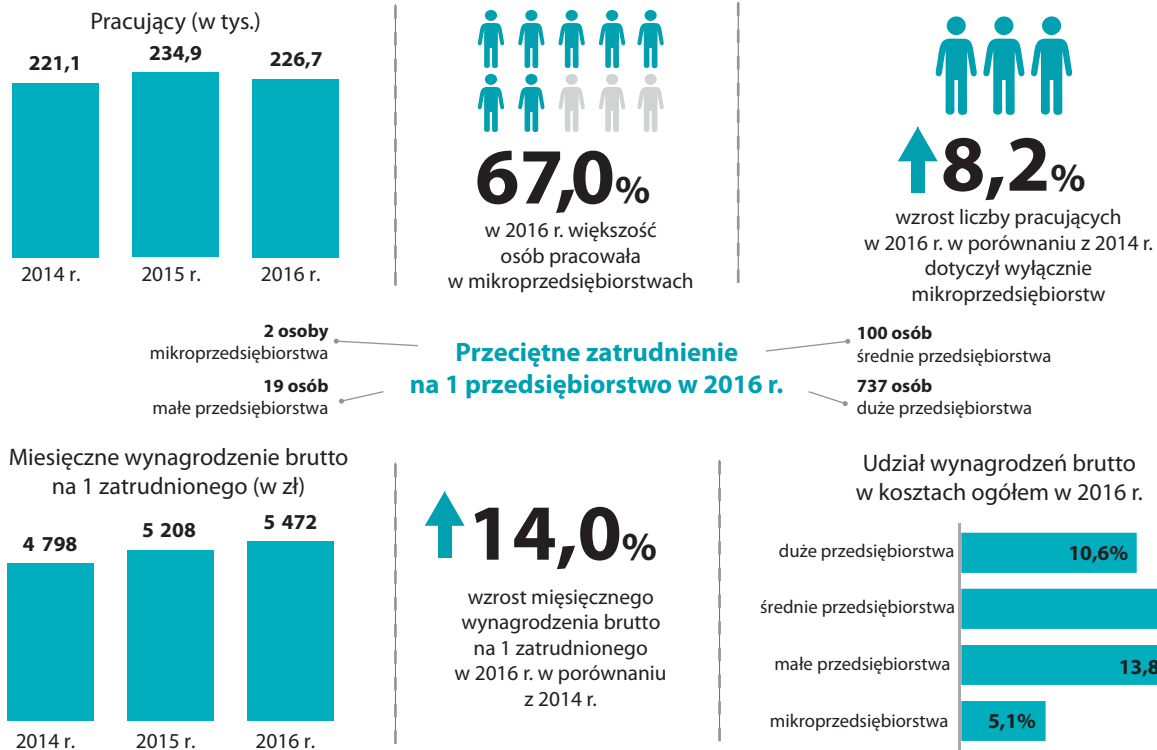 Pracujący (w tys.)
221,1
234,9
226,7
2014 r.
2015 r.
2016 r.
67,0%
w 2016 r. większość
osób pracowała
w mikroprzedsiębiorstwach
8,2%
wzrost liczby pracujących
w 2016 r. w porównaniu z 2014 r.
dotyczył wyłącznie
mikroprzedsiębiorstw
Przeciętne zatrudnienie
na 1 przedsiębiorstwo w 2016 r.
2 osoby
mikroprzedsiębiorstwa
19 osób
małe przedsiębiorstwa
100 osób
średnie przedsiębiorstwa
737 osób
duże przedsiębiorstwa
Miesięczne wynagrodzenie brutto
na 1 zatrudnionego (w zł)
4 798
5 208
5 472
2014 r.
2015 r.
2016 r.
14,0%
wzrost mięsięcznego
wynagrodzenia brutto
na 1 zatrudnionego
w 2016 r. w porównaniu
z 2014 r.
Udział wynagrodzeń brutto
w kosztach ogółem w 2016 r.
duże przedsiębiorstwa
10,6%
średnie przedsiębiorstwa
małe przedsiębiorstwa
13,8
mikroprzedsiębiorstwa
5,1%